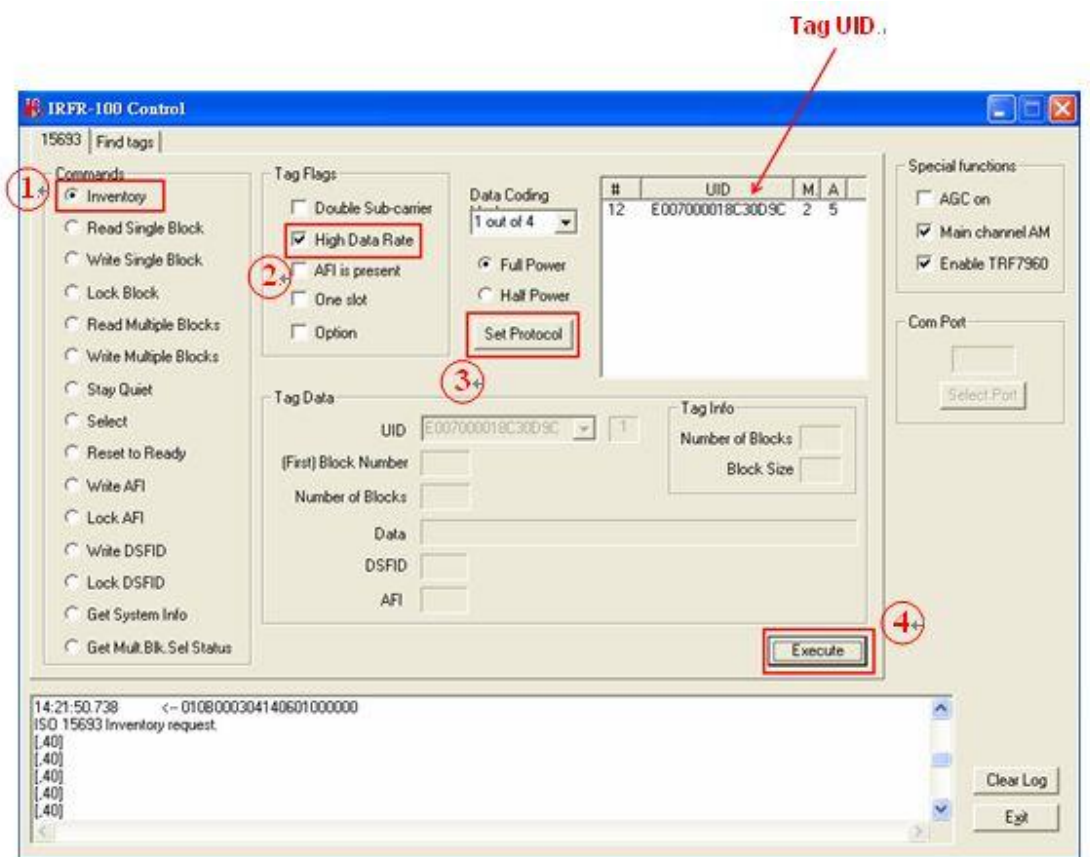 Tag UID
IRFR-100 Control
15693 Find tags
Commands
1
Inventory
Read Single Block
Write Single Block
Lock Block
Read Multiple Blocks
Write Multiple Blocks
Stay Quiet
Select
Reset to Ready
Write AFI
Lock AFI
Write DSFID
Lock DSFID
Get System Info
Get Mult.Blk.Sel Status
Tag Flags
Double Sub-carrier
High Data Rate
2
AFI is present
One slot
Option
Data Coding
1 out of 4
Full Power
Half Power
Set Protocol
3
# UID M A
12 E007000018C30D9C 2 5
Special functions
AGC on
Main channel AM
Enable TRF7960
Com Port
Select Port
Tag Data
UID E007000018C30D9C 1
(First) Block Number
Number of Blocks
Data
DSFID
AFI
Tag Info
Number of Blocks
Block Size
4
Execute
14:21:50.738 <-- 010B000304140601000000
ISO 15693 Inventory request.
[,40]
[,40]
[,40]
[,40]
[,40]
Clear Log
Exit